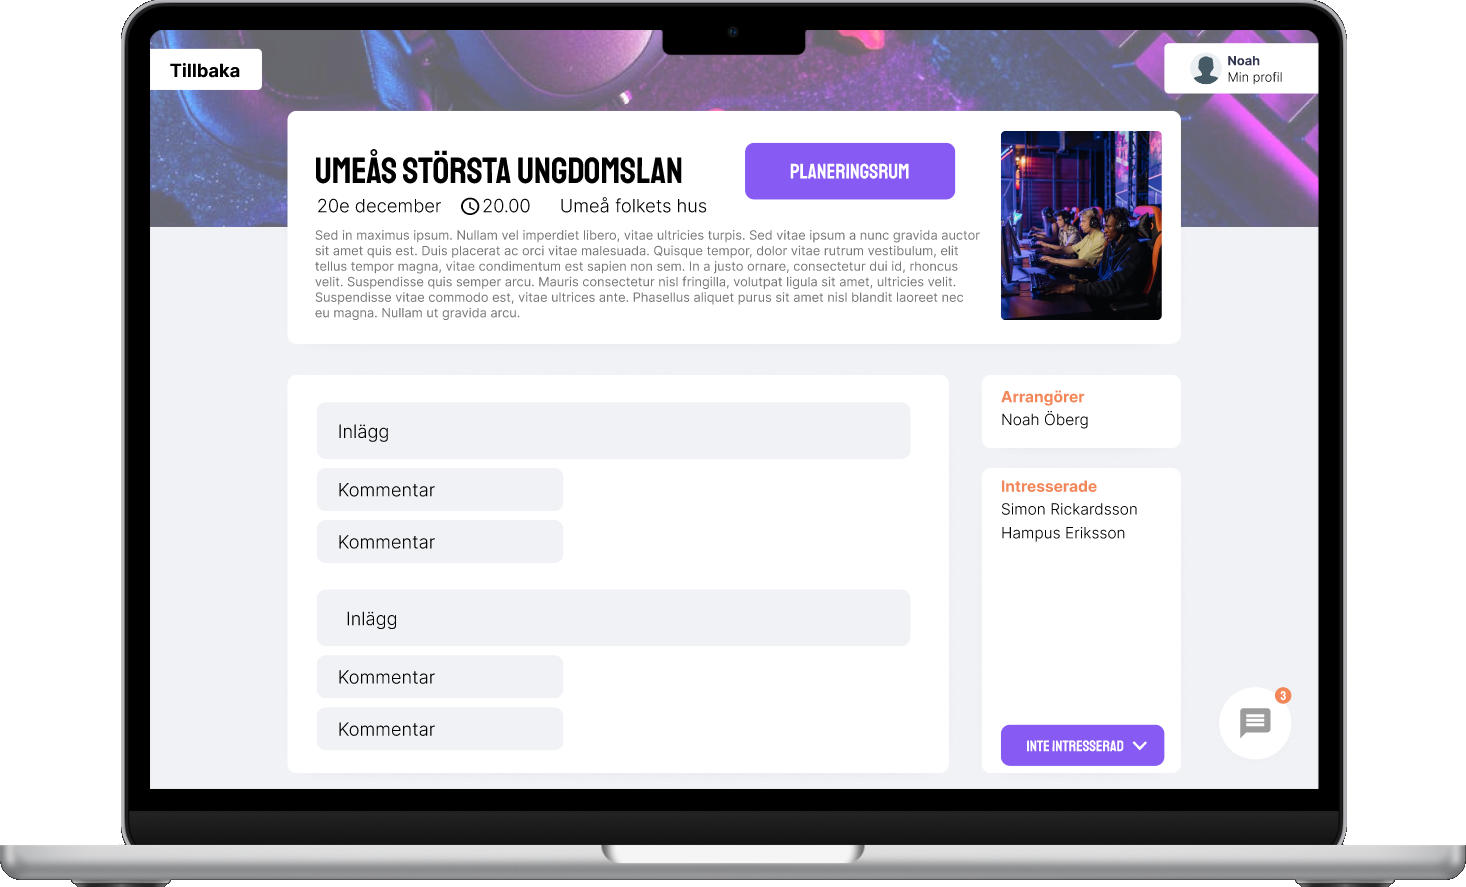 Tillbaka
Noah
Min profil
UMEÅS STÖRSTA UNGDOMSLAN
PLANERINGSRUM
20e december 20.00 Umeå folkets hus
Sed in maximus ipsum. Nullam vel imperdiet libero, vitae ultricies turpis. Sed vitae ipsum a nunc gravida auctor
sit amet quis est. Duis placerat ac orci vitae malesuada. Quisque tempor, dolor vitae rutrum vestibulum, elit
tellus tempor magna, vitae condimentum est sapien non sem. In a justo ornare, consectetur dui id, rhoncus
velit. Suspendisse quis semper arcu. Mauris consectetur nisl fringilla, volutpat ligula sit amet, ultricies velit.
Suspendisse vitae commodo est, vitae ultrices ante. Phasellus aliquet purus sit amet nisl blandit laoreet nec
eu magna. Nullam ut gravida arcu.
Inlägg
Kommentar
Kommentar
Inlägg
Kommentar
Kommentar
Arrangörer
Noah Öberg
Intresserade
Simon Rickardsson
Hampus Eriksson
INTE INTRESSERAD
3